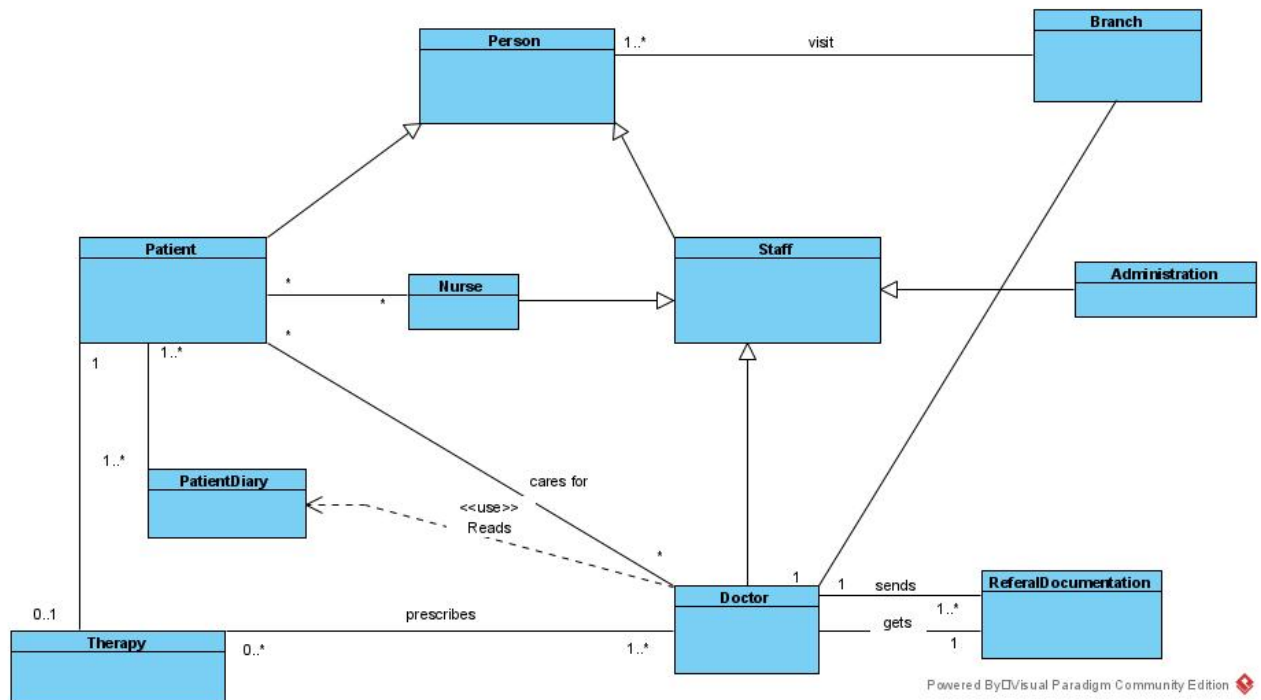 Person
1..*
visit
Branch
Patient
Staff
Administration
*
*
Nurse
*
1
1..*
1..*
PatientDiary
cares for
<<use>>
Reads
*
0..1
Therapy
0..*
prescribes
1..*
Doctor
1
1
sends
1..*
gets
1
ReferalDocumentation
Powered By□Visual Paradigm Community Edition